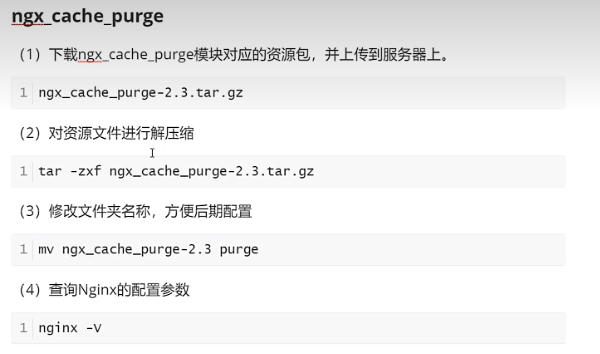 ngx_cache_purge
（1）下载ngx_cache_purge模块对应的资源包，并上传到服务器上。
1 ngx_cache_purge-2.3.tar.gz
（2）对资源文件进行解压缩
1 tar -zxf ngx_cache_purge-2.3.tar.gz
（3）修改文件夹名称，方便后期配置
1 mv ngx_cache_purge-2.3 purge
（4）查询Nginx的配置参数
1 nginx -V